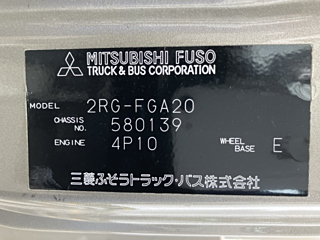 MITSUBISHI FUSO
TRUCK & BUS CORPORATION
MODEL 2RG-FGA20
CHASSIS NO. 580139
ENGINE 4P10 WHEEL BASE E
三菱ふそうトラック・バス株式会社